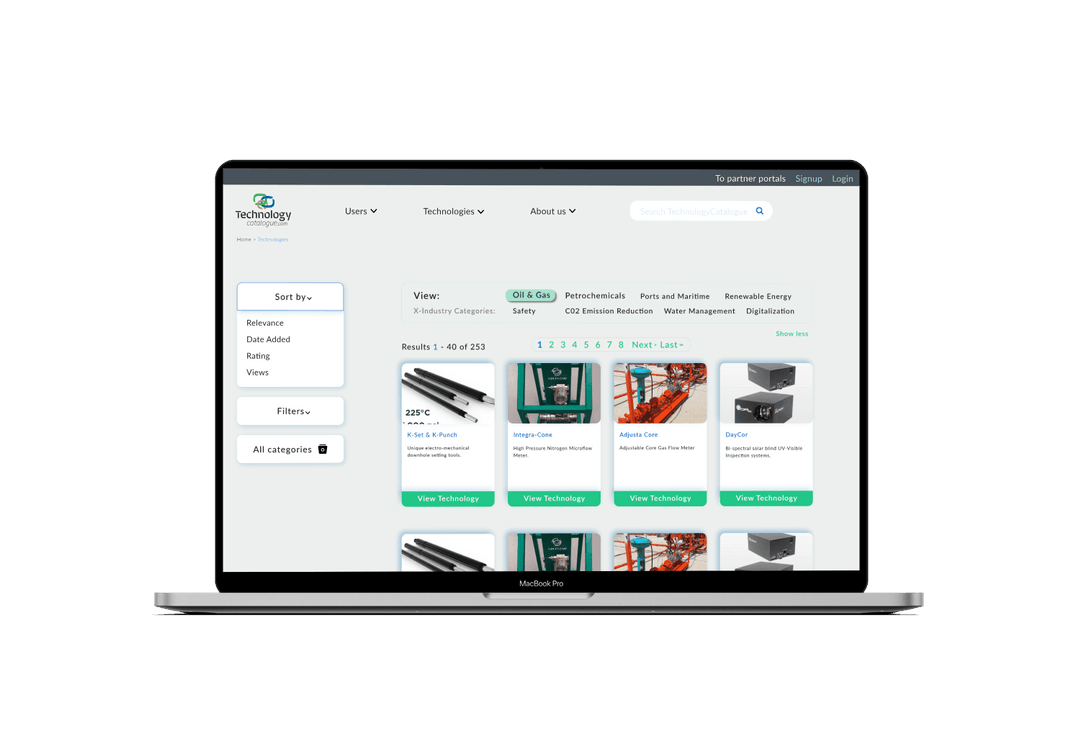 To partner portals Signup Login
Technology
catalogue.com
Users Technologies About us Search TechnologyCatalogue
Home > Technologies
Sort by
Relevance
Date Added
Rating
Views
Filters
All categories
View: Oil & Gas Petrochemicals Ports and Maritime Renewable Energy
X-Industry Categories: Safety C02 Emission Reduction Water Management Digitalization
Show less
Results 1 - 40 of 253
1 2 3 4 5 6 7 8 Next › Last »
225°C
K-Set & K-Punch
Unique electro-mechanical
downhole setting tools.
View Technology
Integra-Cone
High Pressure Nitrogen Microflow
Meter.
View Technology
Adjusta Core
Adjustable Core Gas Flow Meter
View Technology
DayCor
Bi-spectral solar blind UV-Visible
inspection systems.
View Technology
MacBook Pro